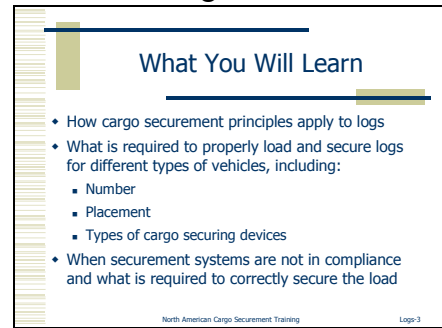 What You Will Learn
◆ How cargo securement principles apply to logs
◆ What is required to properly load and secure logs
for different types of vehicles, including:
■ Number
■ Placement
■ Types of cargo securing devices
◆ When securement systems are not in compliance
and what is required to correctly secure the load
North American Cargo Securement Training Logs-3